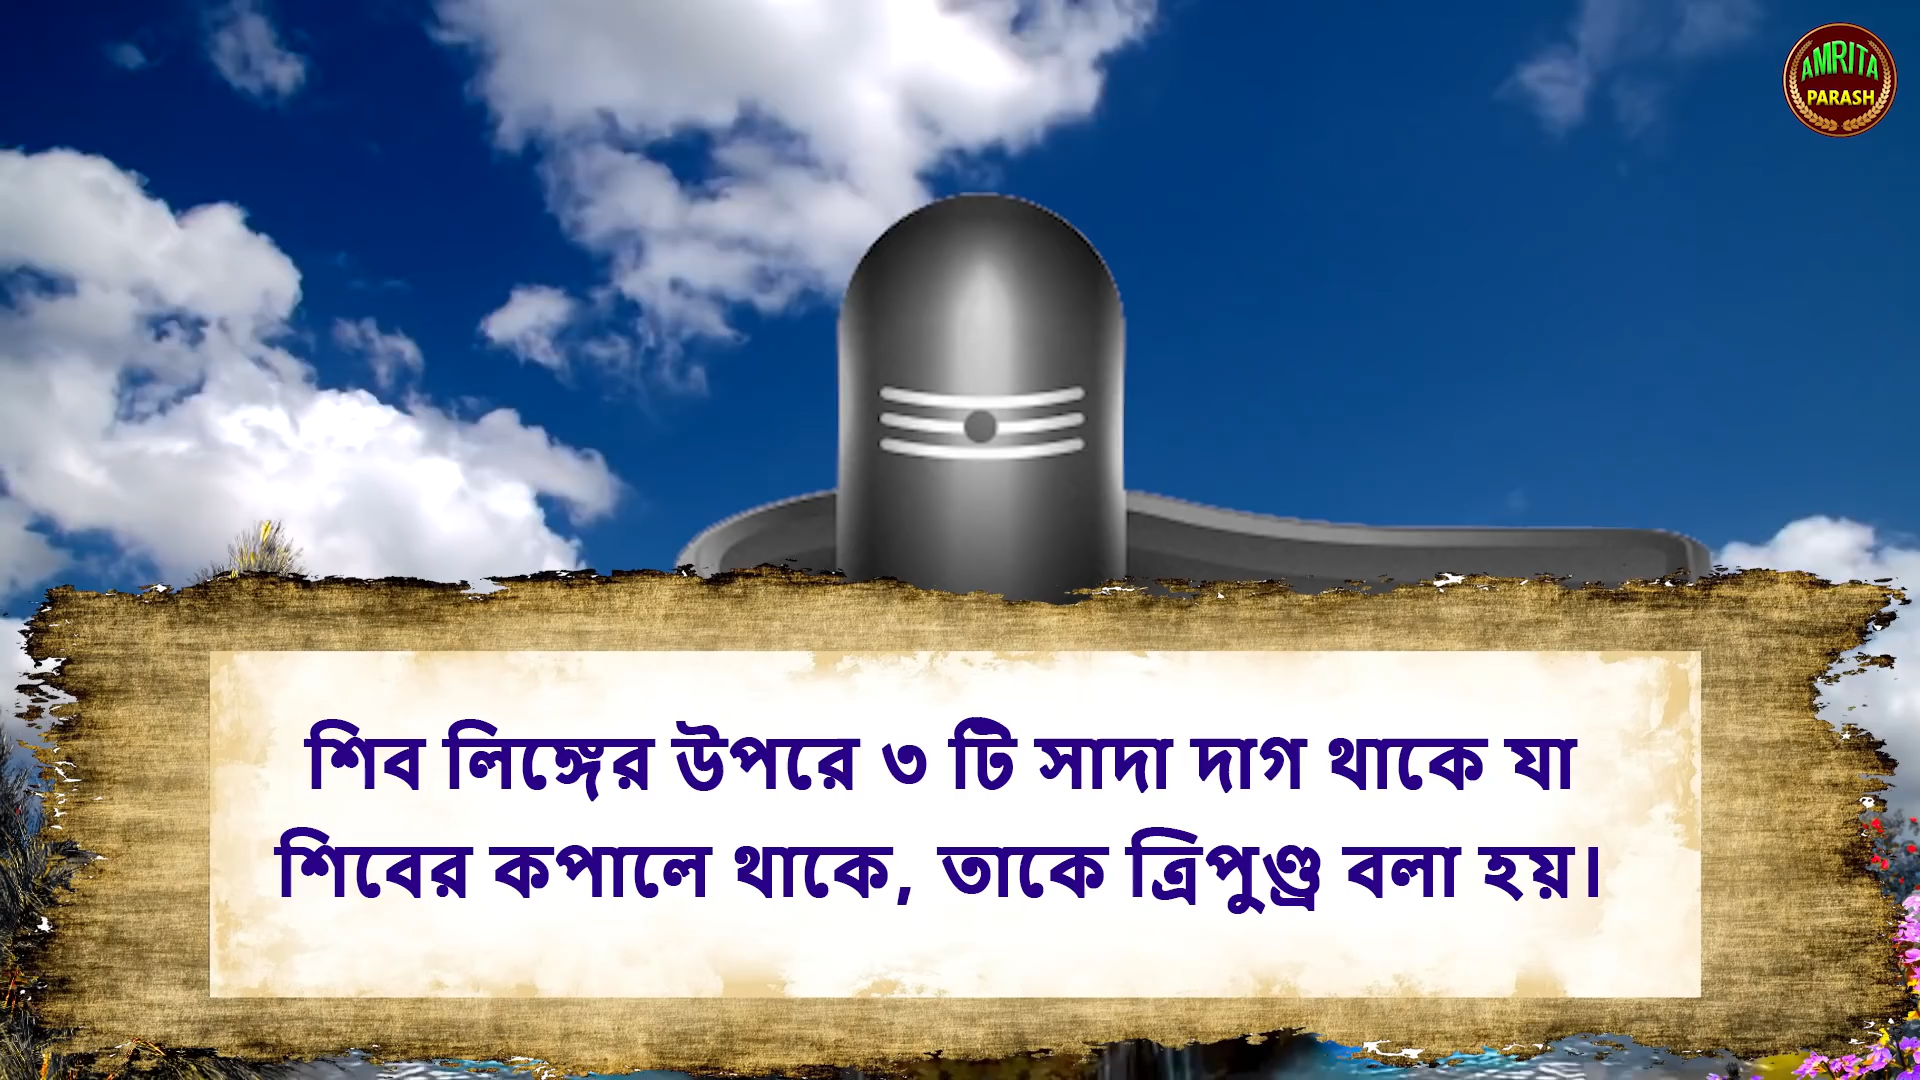 AMRITA
PARASH
শিব লিঙ্গের উপরে ৩ টি সাদা দাগ থাকে যা
শিবের কপালে থাকে, তাকে ত্রিপুণ্ড্র বলা হয়।